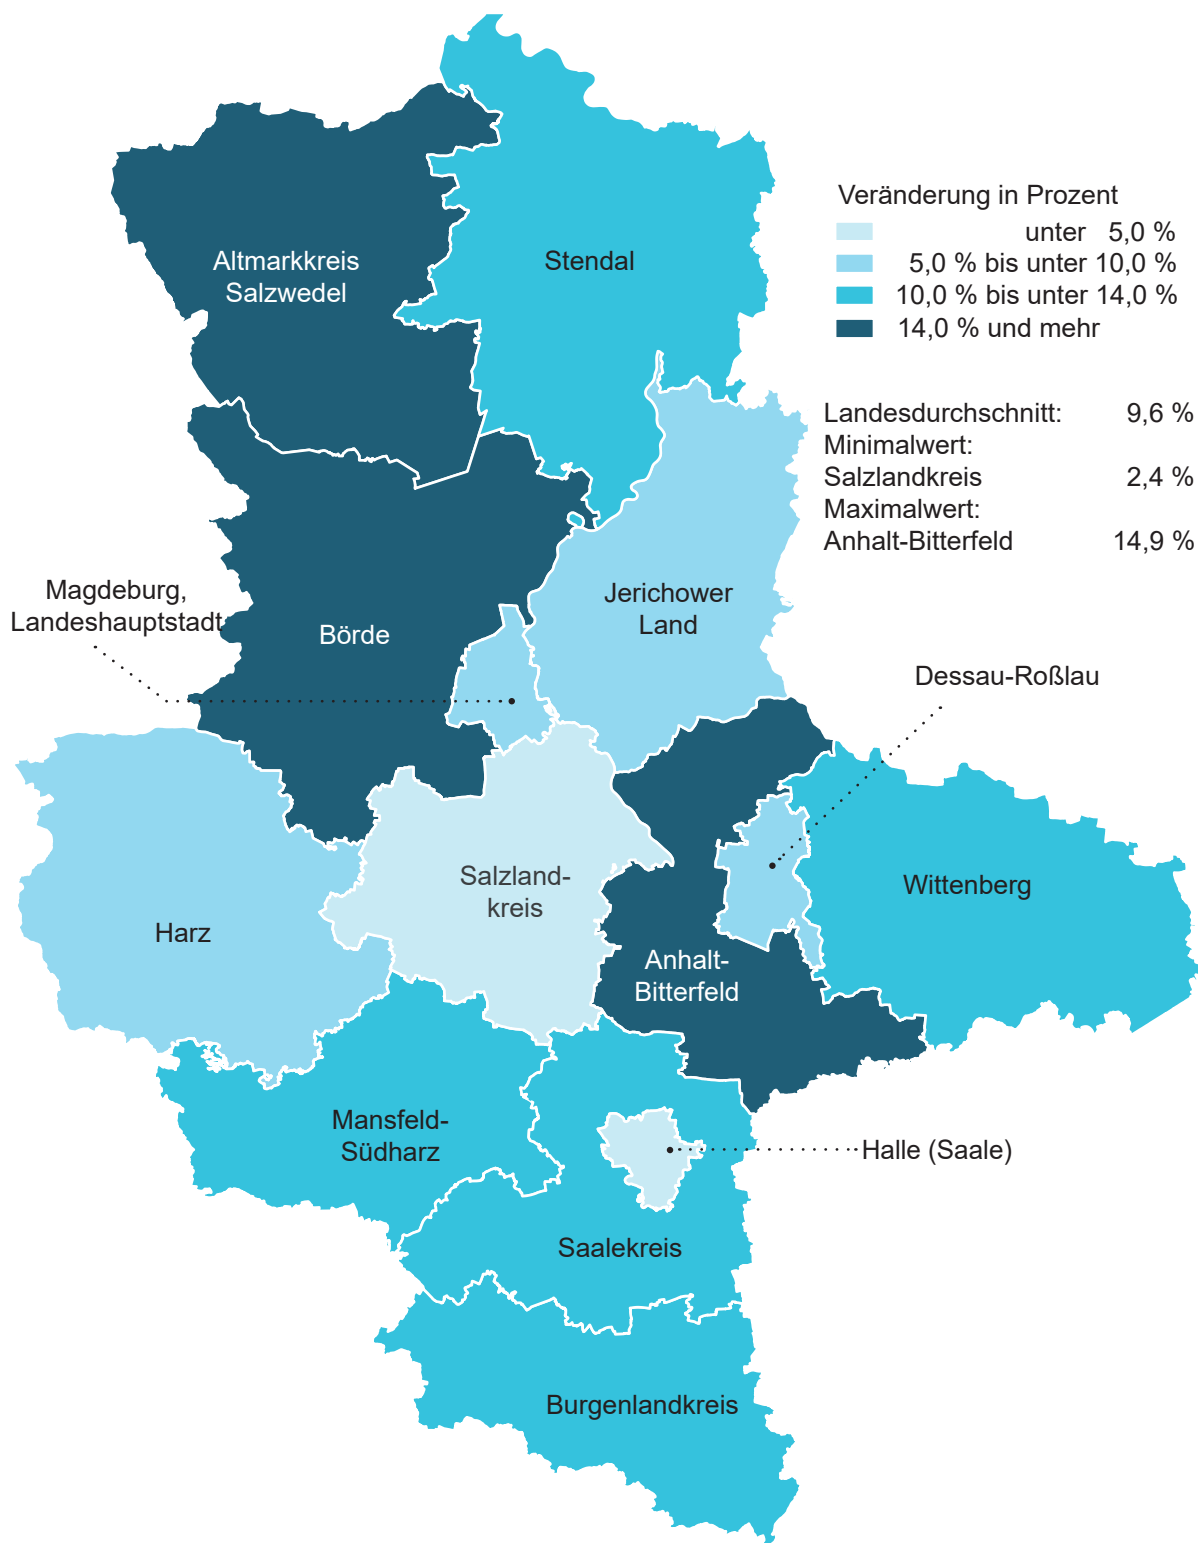 Veränderung in Prozent
unter 5,0 %
5,0 % bis unter 10,0 %
10,0 % bis unter 14,0 %
14,0 % und mehr
Altmarkkreis
Salzwedel
Stendal
Landesdurchschnitt: 9,6 %
Minimalwert:
Salzlandkreis 2,4 %
Maximalwert:
Anhalt-Bitterfeld 14,9 %
Magdeburg,
Landeshauptstadt
Börde
Jerichower
Land
Dessau-Roßlau
Salzland-
kreis
Wittenberg
Harz
Anhalt-
Bitterfeld
Mansfeld-
Südharz
Halle (Saale)
Saalekreis
Burgenlandkreis